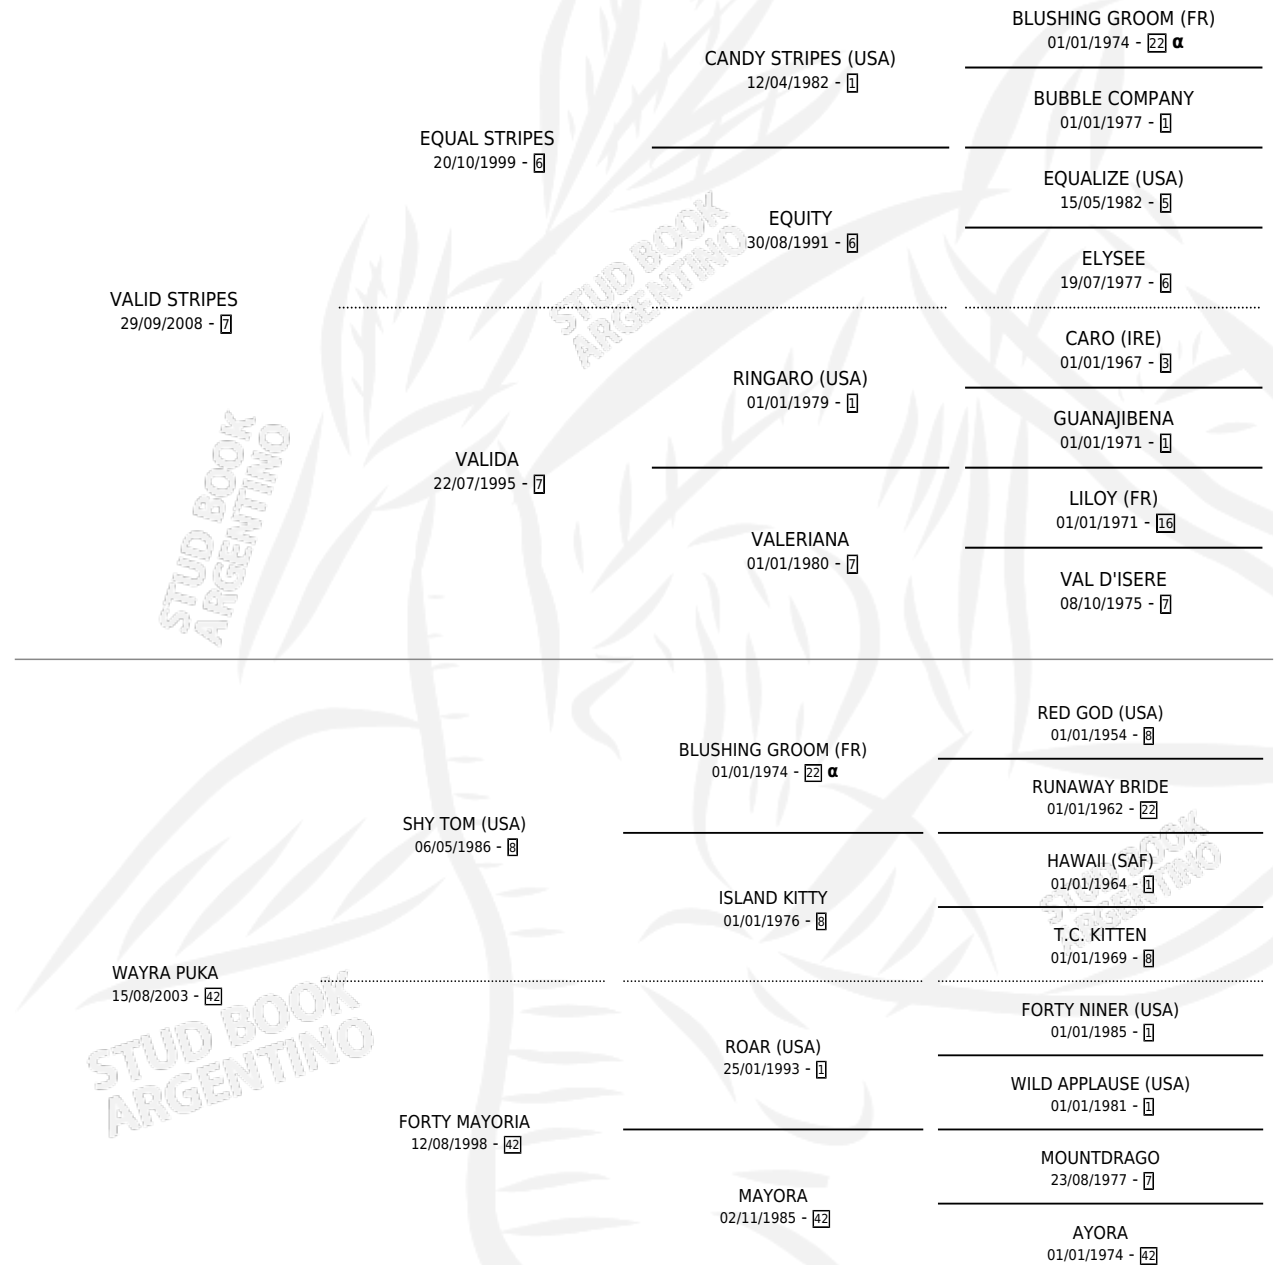 BLUSHING GROOM (FR)
01/01/1974 - 22 α
CANDY STRIPES (USA)
12/04/1982 - 1
BUBBLE COMPANY
01/01/1977 - 1
EQUAL STRIPES
20/10/1999 - 6
EQUALIZE (USA)
15/05/1982 - 5
EQUITY
30/08/1991 - 6
ELYSEE
19/07/1977 - 6
VALID STRIPES
29/09/2008 - 7
CARO (IRE)
01/01/1967 - 3
RINGARO (USA)
01/01/1979 - 1
GUANAJIBENA
01/01/1971 - 1
VALIDA
22/07/1995 - 7
LILOY (FR)
01/01/1971 - 16
VALERIANA
01/01/1980 - 7
VAL D'ISERE
08/10/1975 - 7
RED GOD (USA)
01/01/1954 - 8
BLUSHING GROOM (FR)
01/01/1974 - 22 α
RUNAWAY BRIDE
01/01/1962 - 22
SHY TOM (USA)
06/05/1986 - 8
HAWAII (SAF)
01/01/1964 - 1
ISLAND KITTY
01/01/1976 - 8
T.C. KITTEN
01/01/1969 - 8
WAYRA PUKA
15/08/2003 - 42
FORTY NINER (USA)
01/01/1985 - 1
ROAR (USA)
25/01/1993 - 1
WILD APPLAUSE (USA)
01/01/1981 - 1
FORTY MAYORIA
12/08/1998 - 42
MOUNTDRAGO
23/08/1977 - 7
MAYORA
02/11/1985 - 42
AYORA
01/01/1974 - 42
STUD BOOK
ARGENTINO
STUD BOOK
ARGENTINO
STUD BOOK
ARGENTINO
STUD BOOK
ARGENTINO